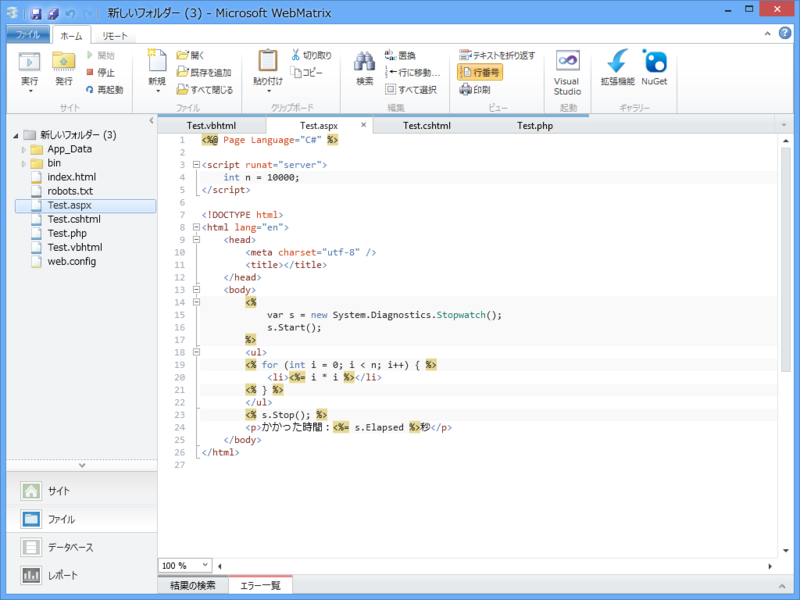 新しいフォルダー (3) - Microsoft WebMatrix
ファイル ホーム リモート
実行 発行 開始 停止 再起動
サイト
新規 開く 既存を追加 すべて閉じる
ファイル
貼り付け 切り取り コピー
クリップボード
検索 置換 行に移動... すべて選択
編集
テキストを折り返す 行番号 印刷
ビュー
Visual Studio
起動
拡張機能 NuGet
ギャラリー
新しいフォルダー (3)
App_Data
bin
index.html
robots.txt
Test.aspx
Test.cshtml
Test.php
Test.vbhtml
web.config
サイト
ファイル
データベース
レポート
Test.vbhtml Test.aspx × Test.cshtml Test.php
1 <%@ Page Language="C#" %>
2
3 <script runat="server">
4     int n = 10000;
5 </script>
6
7 <!DOCTYPE html>
8 <html lang="en">
9     <head>
10         <meta charset="utf-8" />
11         <title></title>
12     </head>
13     <body>
14         <%
15             var s = new System.Diagnostics.Stopwatch();
16             s.Start();
17         %>
18         <ul>
19         <% for (int i = 0; i < n; i++) { %>
20             <li><%= i * i %></li>
21         <% } %>
22         </ul>
23         <% s.Stop(); %>
24         <p>かかった時間：<%= s.Elapsed %>秒</p>
25     </body>
26 </html>
27
100 %
結果の検索 エラー一覧